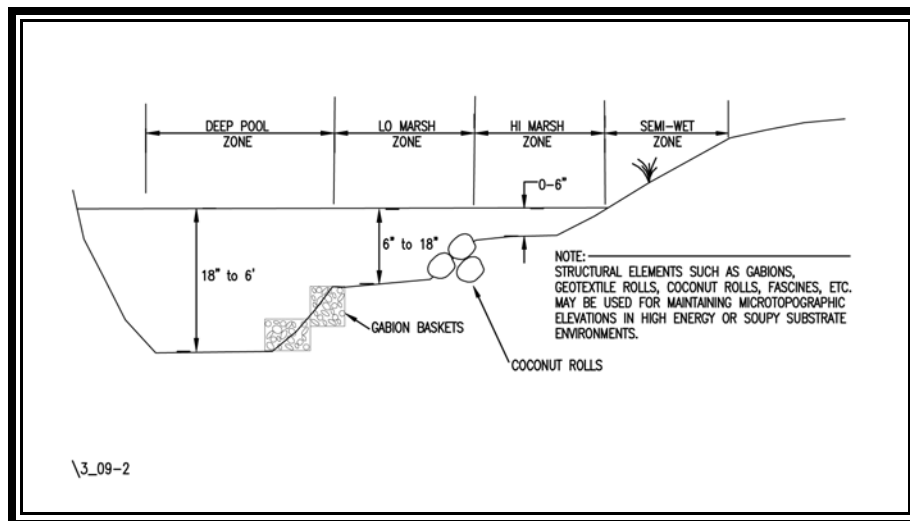 DEEP POOL
ZONE
LO MARSH
ZONE
HI MARSH
ZONE
SEMI-WET
ZONE
0-6"
6" to 18"
18" to 6'
NOTE:
STRUCTURAL ELEMENTS SUCH AS GABIONS,
GEOTEXTILE ROLLS, COCONUT ROLLS, FASCINES, ETC.
MAY BE USED FOR MAINTAINING MICROTOPOGRAPHIC
ELEVATIONS IN HIGH ENERGY OR SOUPY SUBSTRATE
ENVIRONMENTS.
GABION BASKETS
COCONUT ROLLS
\3_09-2